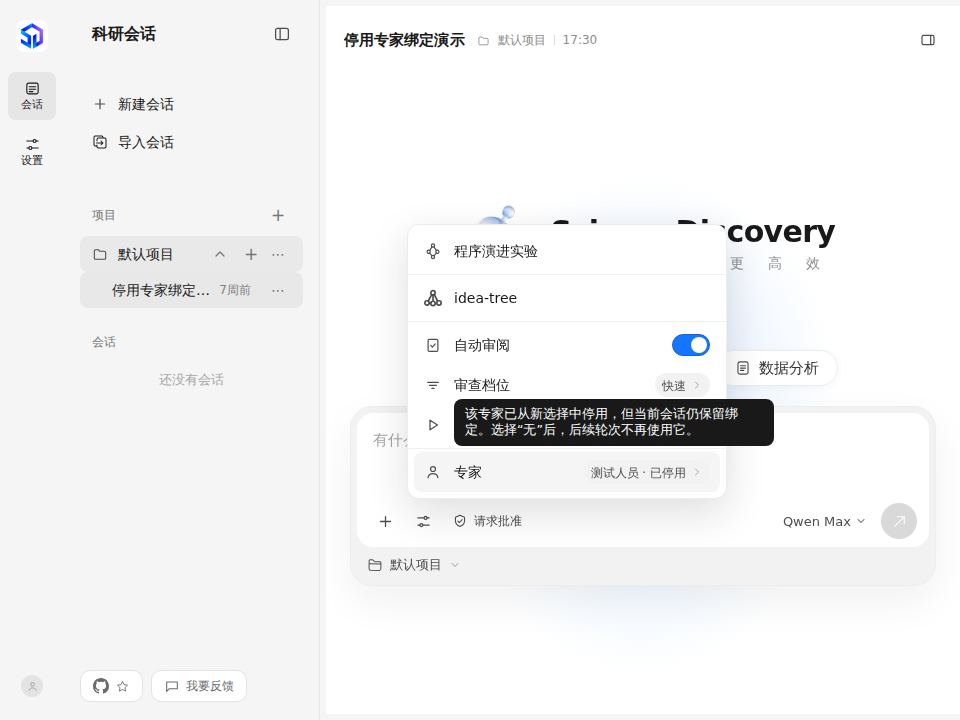 科研会话
会话
设置
新建会话
导入会话
项目
默认项目
停用专家绑定… 7周前
会话
还没有会话
我要反馈
停用专家绑定演示 默认项目 17:30
covery
更 高 效
程序演进实验
idea-tree
自动审阅
审查档位 快速
该专家已从新选择中停用，但当前会话仍保留绑
定。选择“无”后，后续轮次不再使用它。
专家 测试人员 · 已停用
数据分析
有什
请求批准
Qwen Max
默认项目